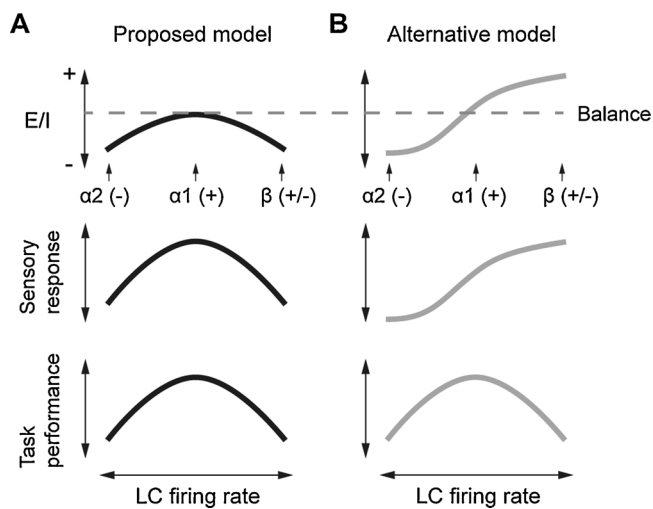 A
Proposed model
B
Alternative model
+
E/I
-
Balance
α2 (-)
α1 (+)
β (+/-)
α2 (-)
α1 (+)
β (+/-)
Sensory
response
Task
performance
LC firing rate
LC firing rate